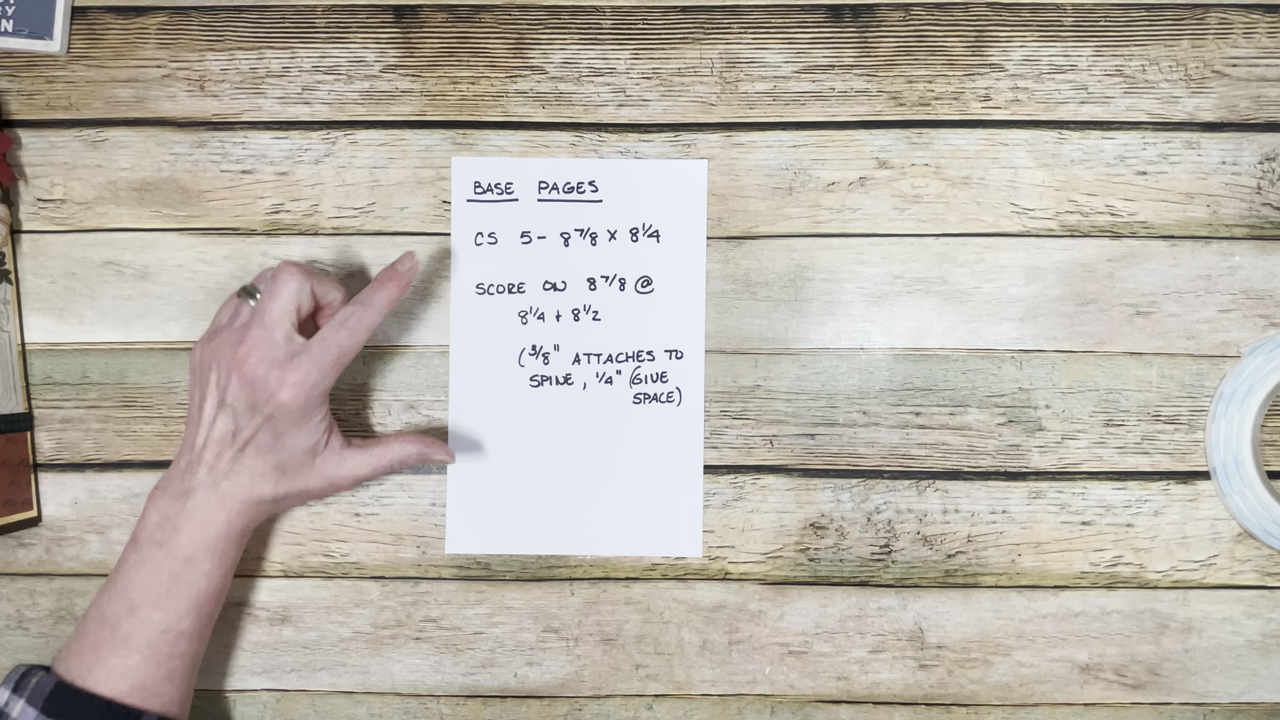 RY
N
BASE PAGES
CS 5- 8 7/8 X 8 1/4
SCORE ON 8 7/8 @
8 1/4 + 8 1/2
(3/8" ATTACHES TO
SPINE, 1/4" (GIVE
SPACE)